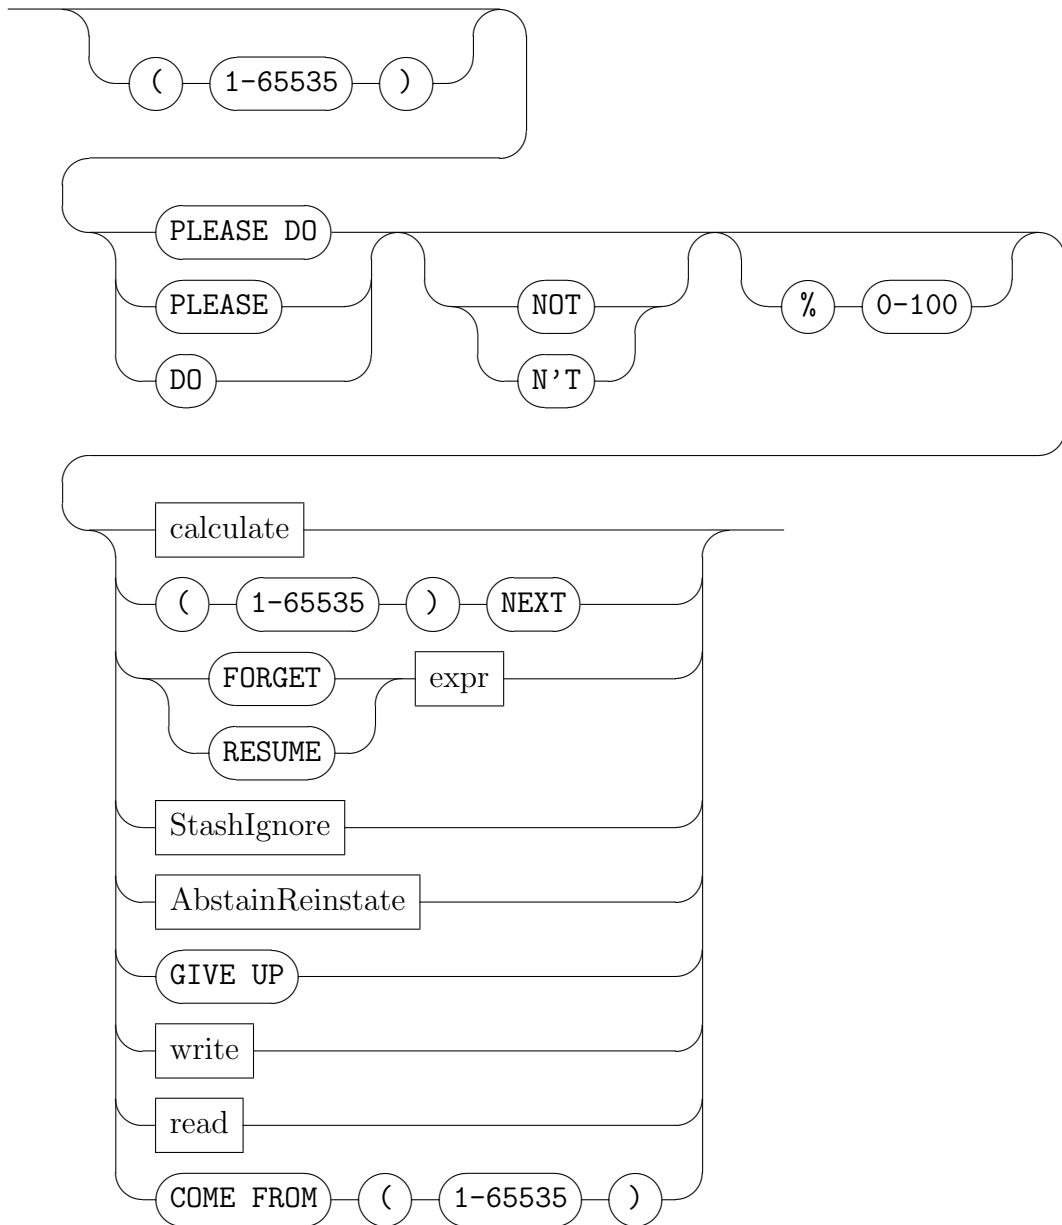 ( 1-65535 )
PLEASE DO
PLEASE NOT % 0-100
DO N'T
calculate
( 1-65535 ) NEXT
FORGET expr
RESUME
StashIgnore
AbstainReinstate
GIVE UP
write
read
COME FROM ( 1-65535 )